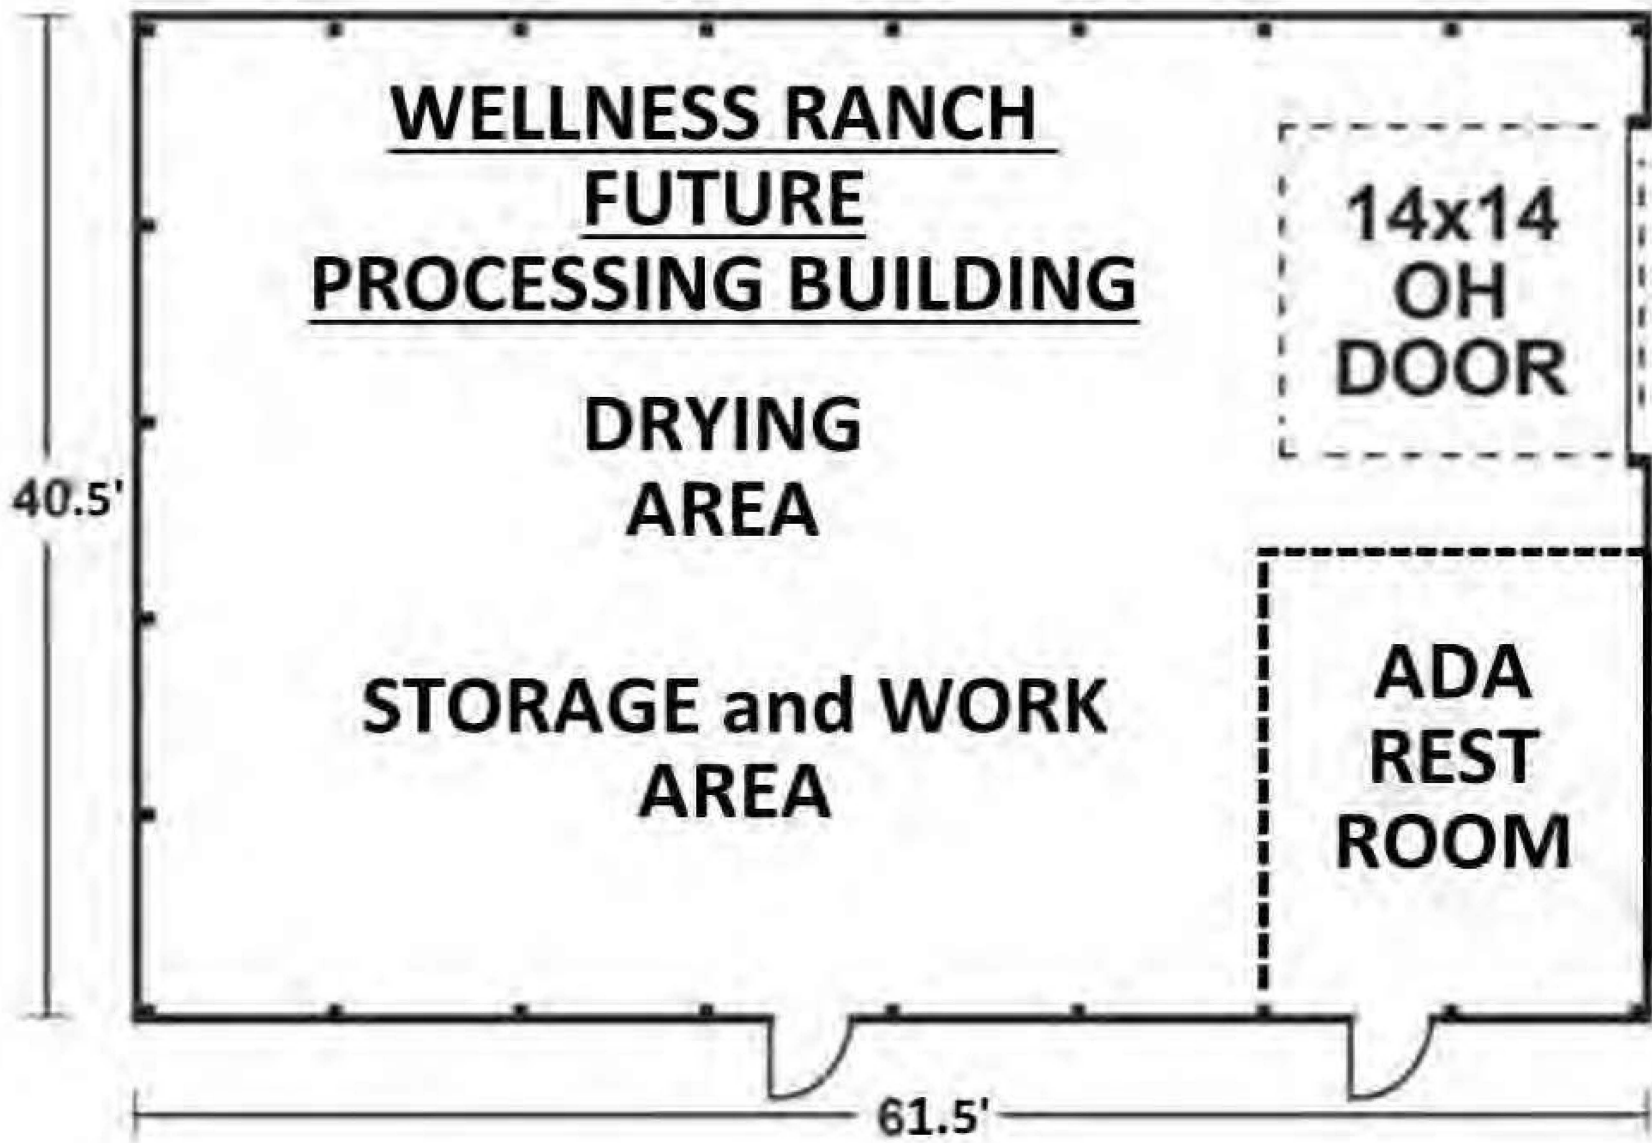 WELLNESS RANCH
FUTURE
PROCESSING BUILDING
14x14
OH
DOOR
DRYING
AREA
40.5'
STORAGE and WORK
AREA
ADA
REST
ROOM
61.5'